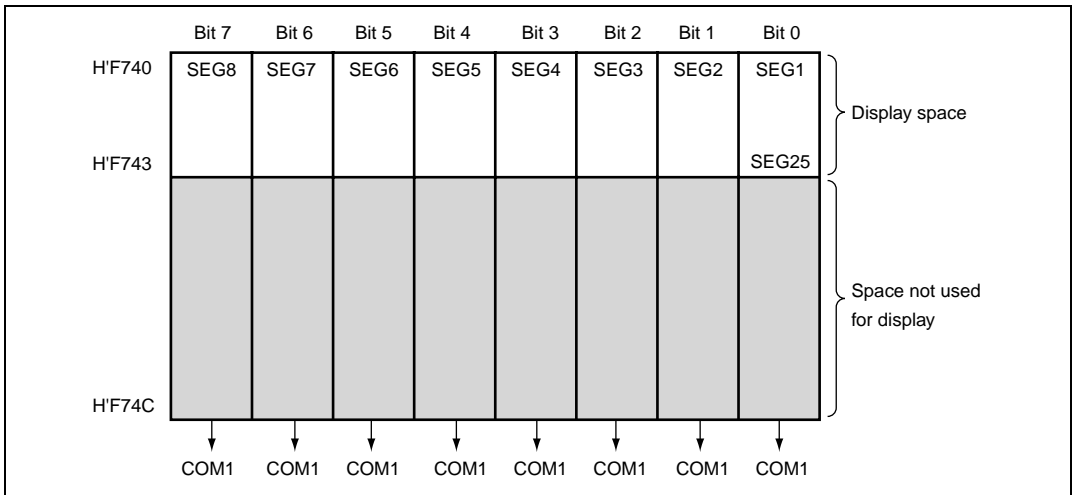 Bit 7 Bit 6 Bit 5 Bit 4 Bit 3 Bit 2 Bit 1 Bit 0
H'F740 SEG8 SEG7 SEG6 SEG5 SEG4 SEG3 SEG2 SEG1
Display space
H'F743 SEG25
Space not used
for display
H'F74C
COM1 COM1 COM1 COM1 COM1 COM1 COM1 COM1